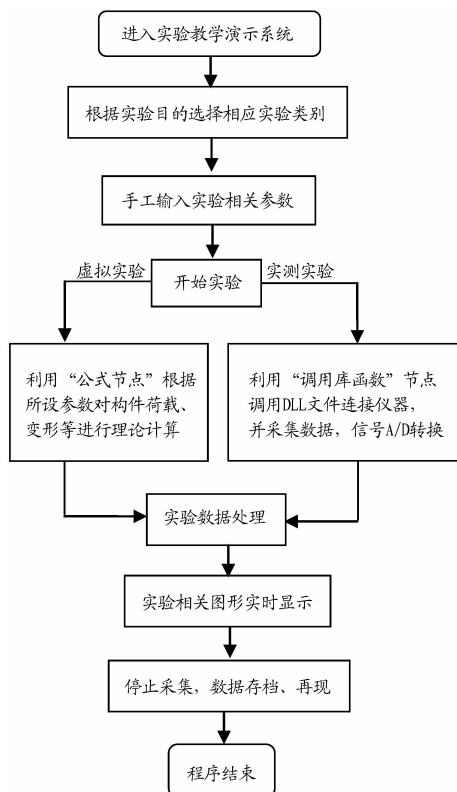 进入实验教学演示系统
根据实验目的选择相应实验类别
手工输入实验相关参数
虚拟实验
开始实验
实测实验
利用“公式节点”根据
所设参数对构件荷载、
变形等进行理论计算
利用“调用库函数”节点
调用DLL文件连接仪器，
并采集数据，信号A/D转换
实验数据处理
实验相关图形实时显示
停止采集，数据存档、再现
程序结束